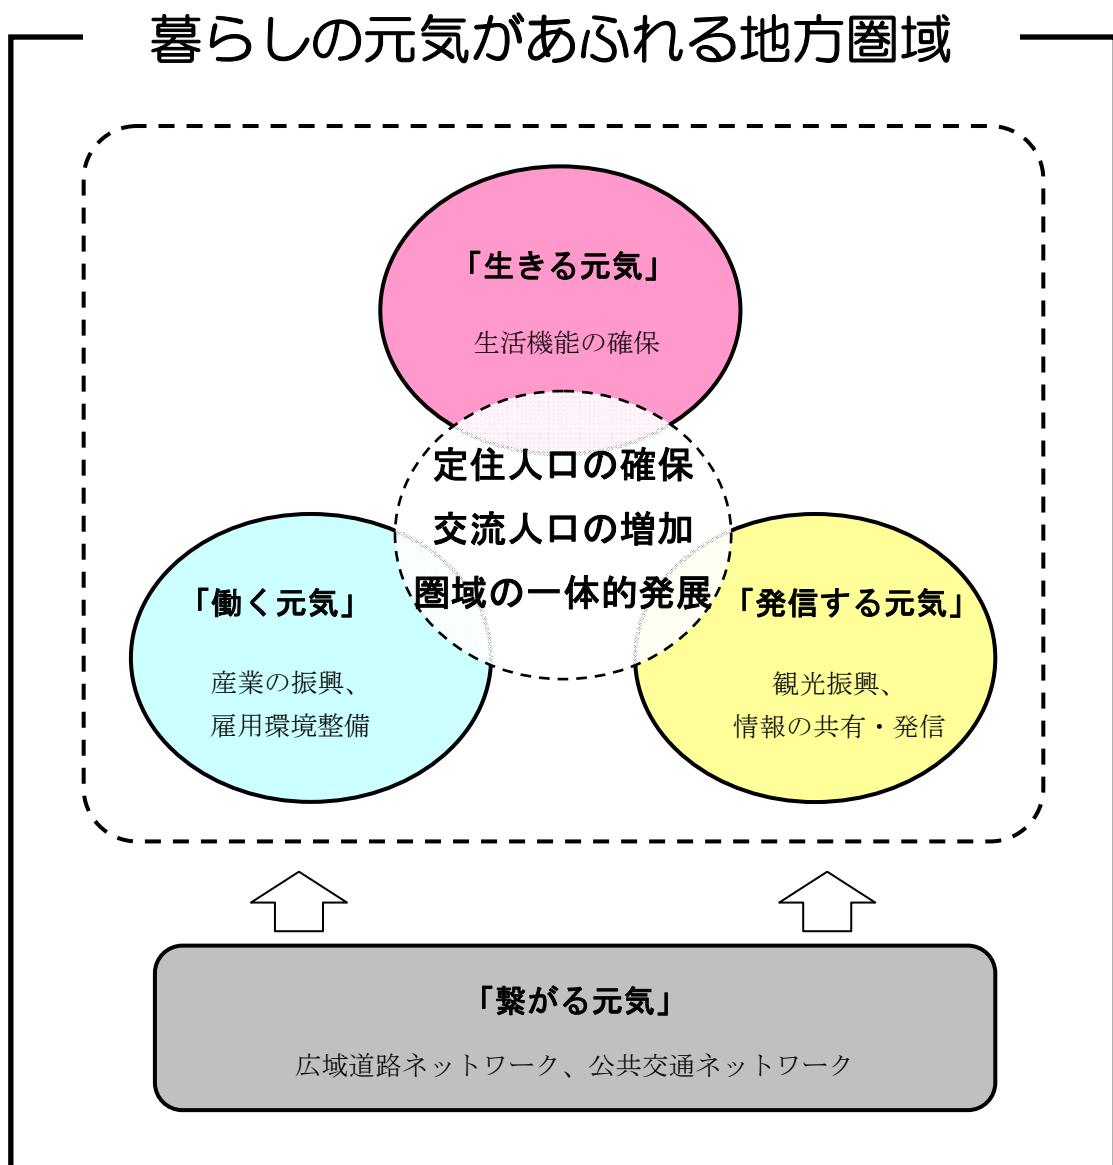 暮らしの元気があふれる地方圏域
「生きる元気」
生活機能の確保
定住人口の確保
交流人口の増加
圏域の一体的発展
「働く元気」
産業の振興、
雇用環境整備
「発信する元気」
観光振興、
情報の共有・発信
「繋がる元気」
広域道路ネットワーク、公共交通ネットワーク